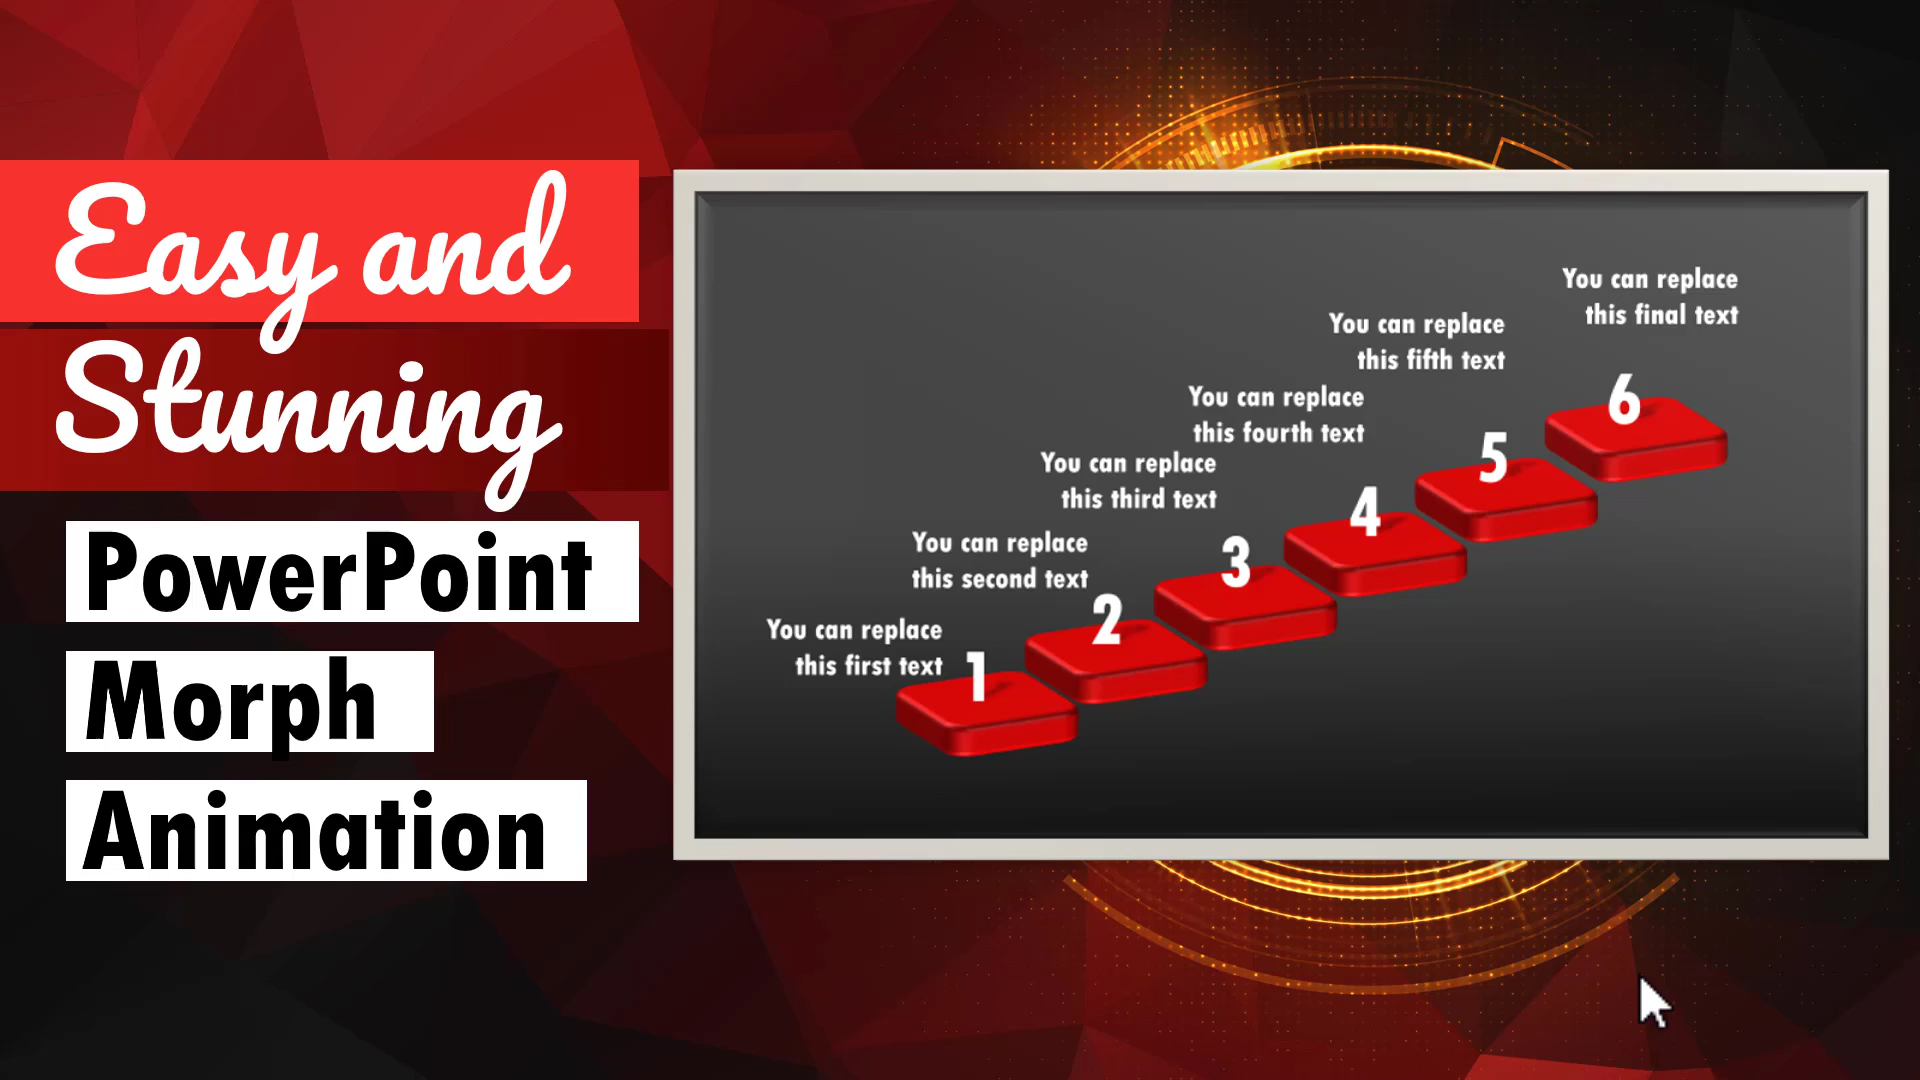 Easy and
Stunning
PowerPoint
Morph
Animation
You can replace
this first text
1
You can replace
this second text
2
You can replace
this third text
3
You can replace
this fourth text
4
You can replace
this fifth text
5
You can replace
this final text
6